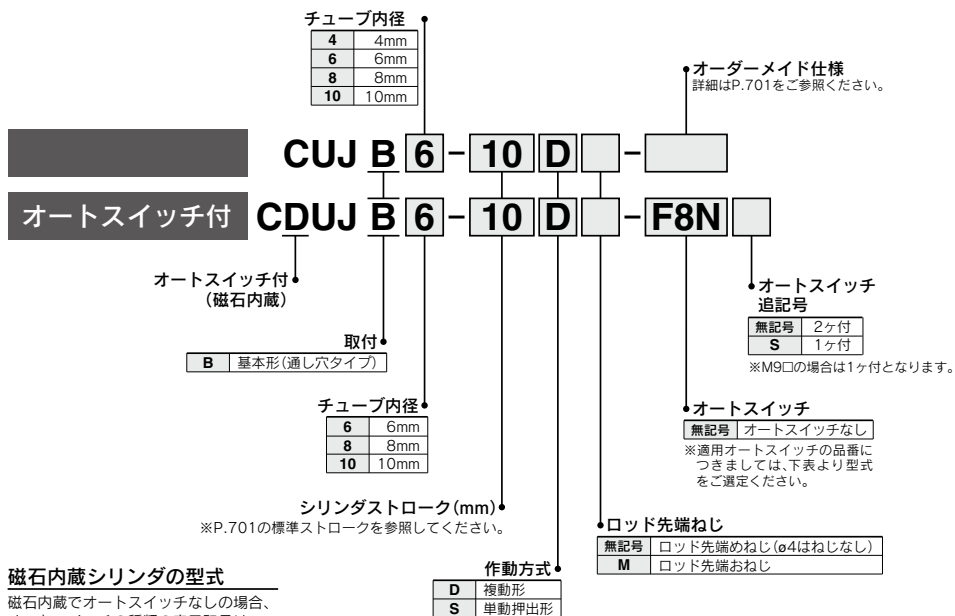 チューブ内径
4 4mm
6 6mm
8 8mm
10 10mm
オーダーメイド仕様
詳細はP.701をご参照ください。
CUJ B 6 - 10 D -
オートスイッチ付 CDUJ B 6 - 10 D - F8N
オートスイッチ付
(磁石内蔵)
オートスイッチ
追記号
無記号 2ヶ付
S 1ヶ付
※M9□の場合は1ヶ付となります。
取付
B 基本形(通し穴タイプ)
チューブ内径
6 6mm
8 8mm
10 10mm
オートスイッチ
無記号 オートスイッチなし
※適用オートスイッチの品番に
つきましては、下表より型式
をご選定ください。
シリンダストローク(mm)
※P.701の標準ストロークを参照してください。
ロッド先端ねじ
無記号 ロッド先端めねじ(ø4はねじなし)
M ロッド先端おねじ
作動方式
D 複動形
S 単動押出形
磁石内蔵シリンダの型式
磁石内蔵でオートスイッチなしの場合、